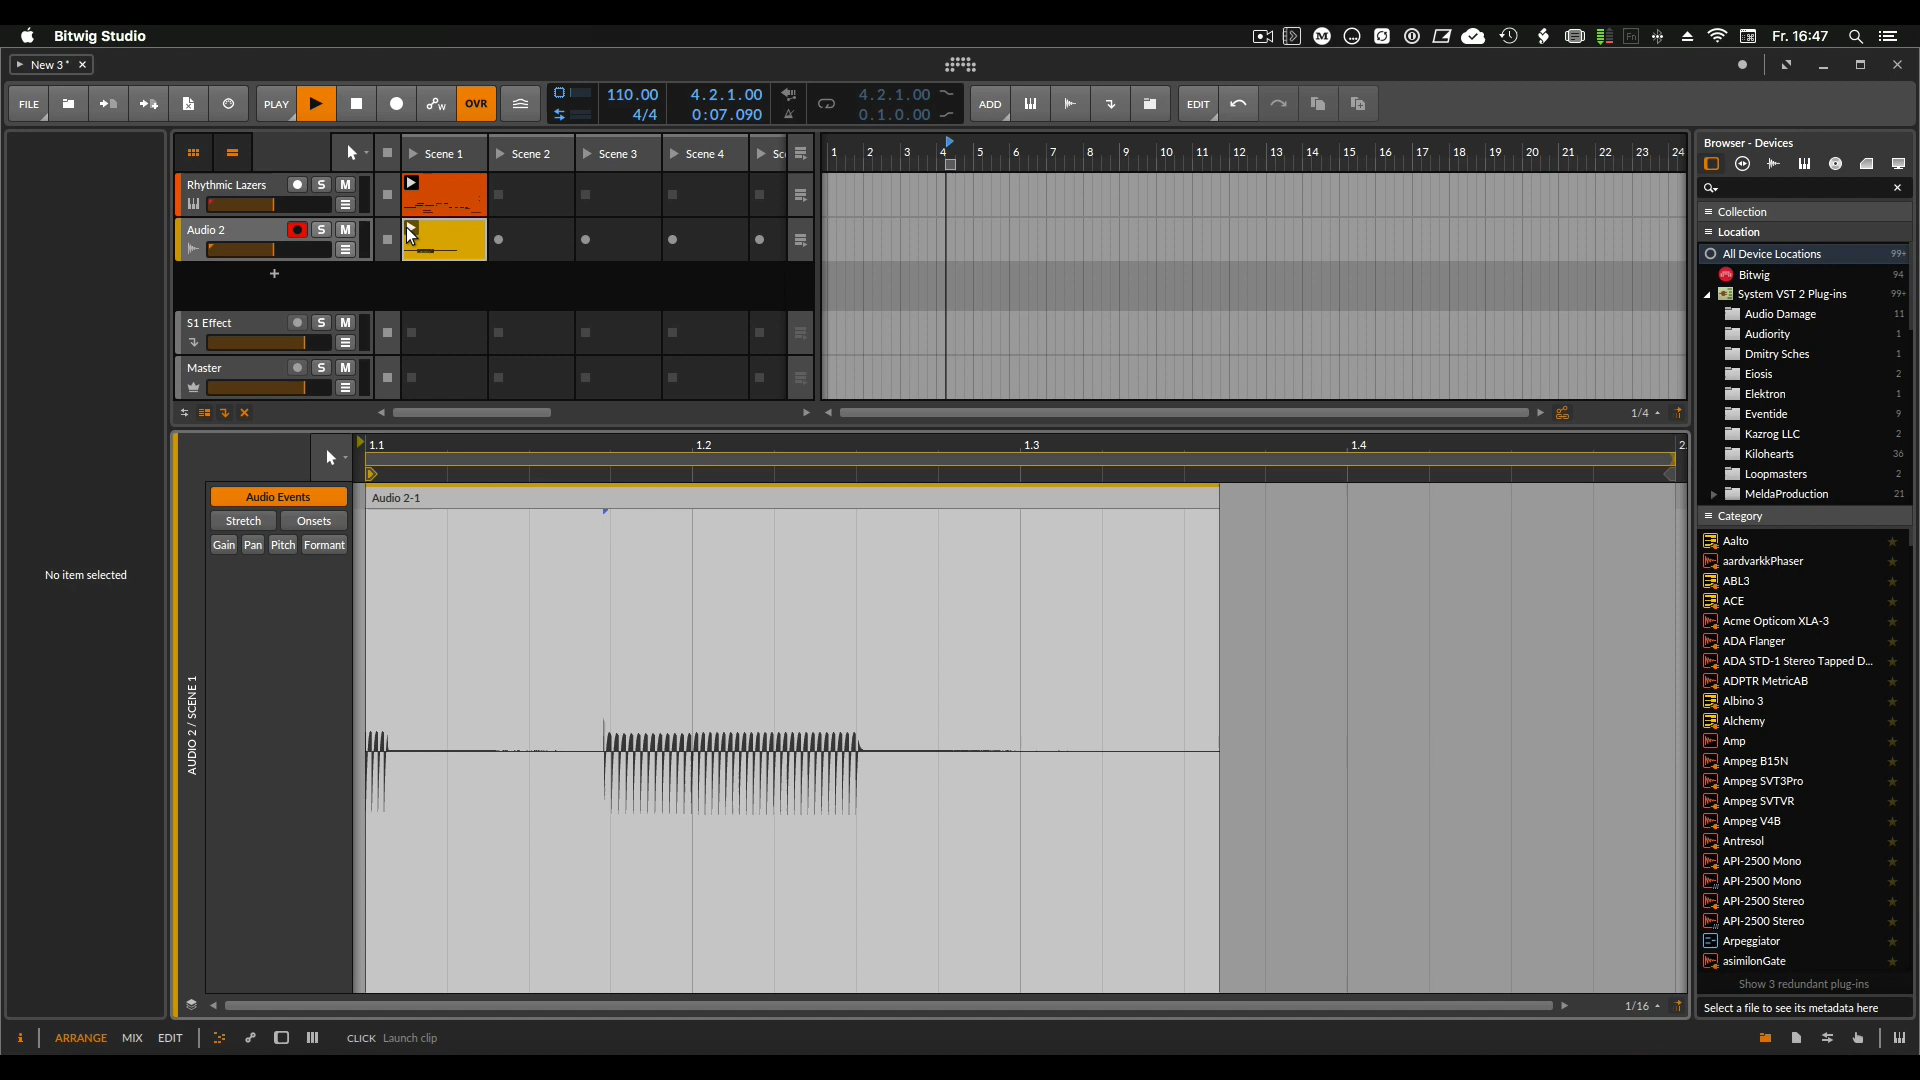 Bitwig Studio
Fr. 16:47
New 3*
FILE
PLAY
OVR
110.00
4/4
4.2.1.00
0:07.090
4.2.1.00
0.1.0.00
ADD
EDIT
Scene 1
Scene 2
Scene 3
Scene 4
Sc
1 2 3 4 5 6 7 8 9 10 11 12 13 14 15 16 17 18 19 20 21 22 23 24
Rhythmic Lazers
S M
Audio 2
S M
+
S1 Effect
S M
Master
S M
1/4
1.1
1.2
1.3
1.4
2.
Audio Events
Stretch
Onsets
Gain
Pan
Pitch
Formant
Audio 2-1
AUDIO 2 / SCENE 1
No item selected
1/16
i
ARRANGE
MIX
EDIT
CLICK Launch clip
Browser - Devices
Collection
Location
All Device Locations 99+
Bitwig 94
System VST 2 Plug-ins 99+
Audio Damage 11
Audiority 1
Dmitry Sches 1
Eiosis 2
Elektron 1
Eventide 9
Kazrog LLC 2
Kilohearts 36
Loopmasters 2
MeldaProduction 21
Category
Aalto
aardvarkkPhaser
ABL3
ACE
Acme Opticom XLA-3
ADA Flanger
ADA STD-1 Stereo Tapped D...
ADPTR MetricAB
Albino 3
Alchemy
Amp
Ampeg B15N
Ampeg SVT3Pro
Ampeg SVTVR
Ampeg V4B
Antresol
API-2500 Mono
API-2500 Mono
API-2500 Stereo
API-2500 Stereo
Arpeggiator
asimilonGate
Show 3 redundant plug-ins
Select a file to see its metadata here